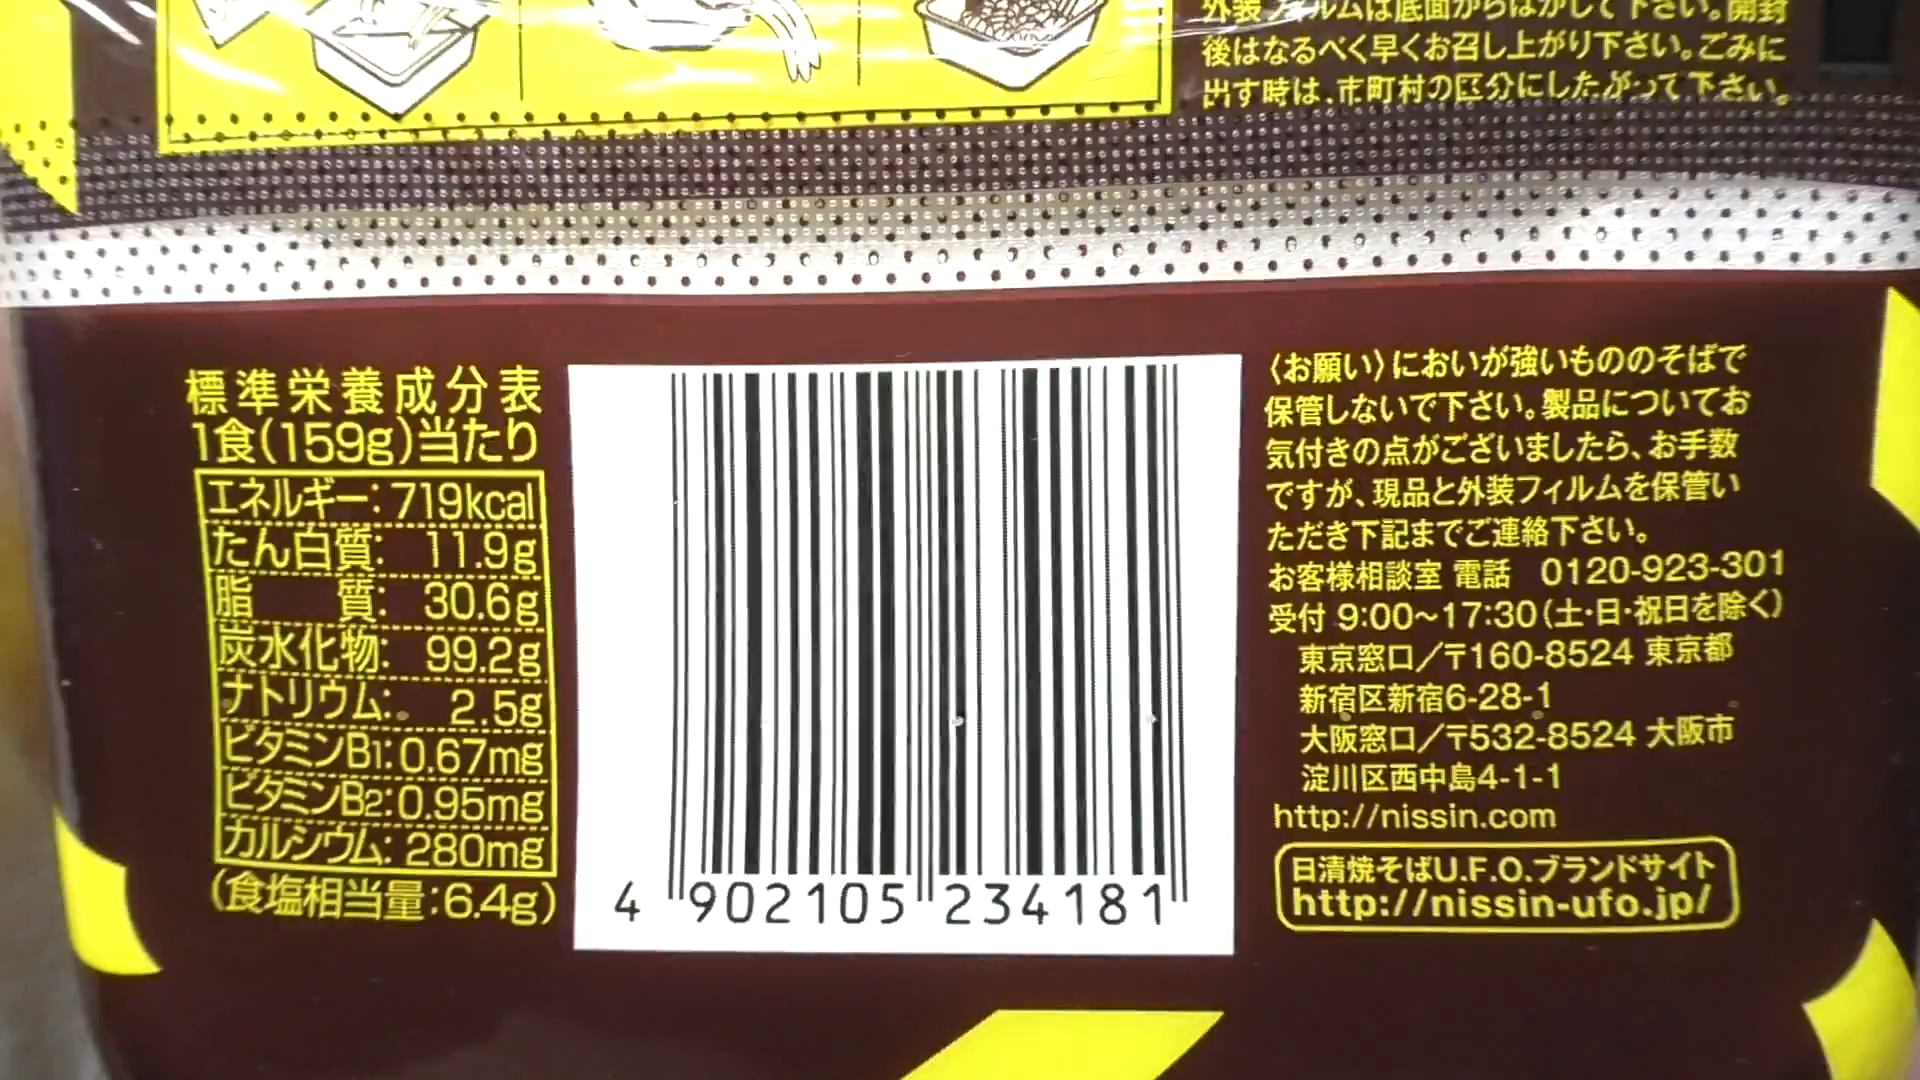 外装フィルムは底面からはがして下さい。開封
後はなるべく早くお召し上がり下さい。ごみに
出す時は、市町村の区分にしたがって下さい。
標準栄養成分表
1食(159g)当たり
エネルギー: 719kcal
たん白質: 11.9g
脂 質: 30.6g
炭水化物: 99.2g
ナトリウム: 2.5g
ビタミンB1: 0.67mg
ビタミンB2: 0.95mg
カルシウム: 280mg
(食塩相当量:6.4g)
4 902105 234181
〈お願い〉においが強いもののそばで
保管しないで下さい。製品についてお
気付きの点がございましたら、お手数
ですが、現品と外装フィルムを保管い
ただき下記までご連絡下さい。
お客様相談室 電話 0120-923-301
受付 9:00~17:30(土・日・祝日を除く)
東京窓口/〒160-8524 東京都
新宿区新宿6-28-1
大阪窓口/〒532-8524 大阪市
淀川区西中島4-1-1
http://nissin.com
日清焼そばU.F.O.ブランドサイト
http://nissin-ufo.jp/